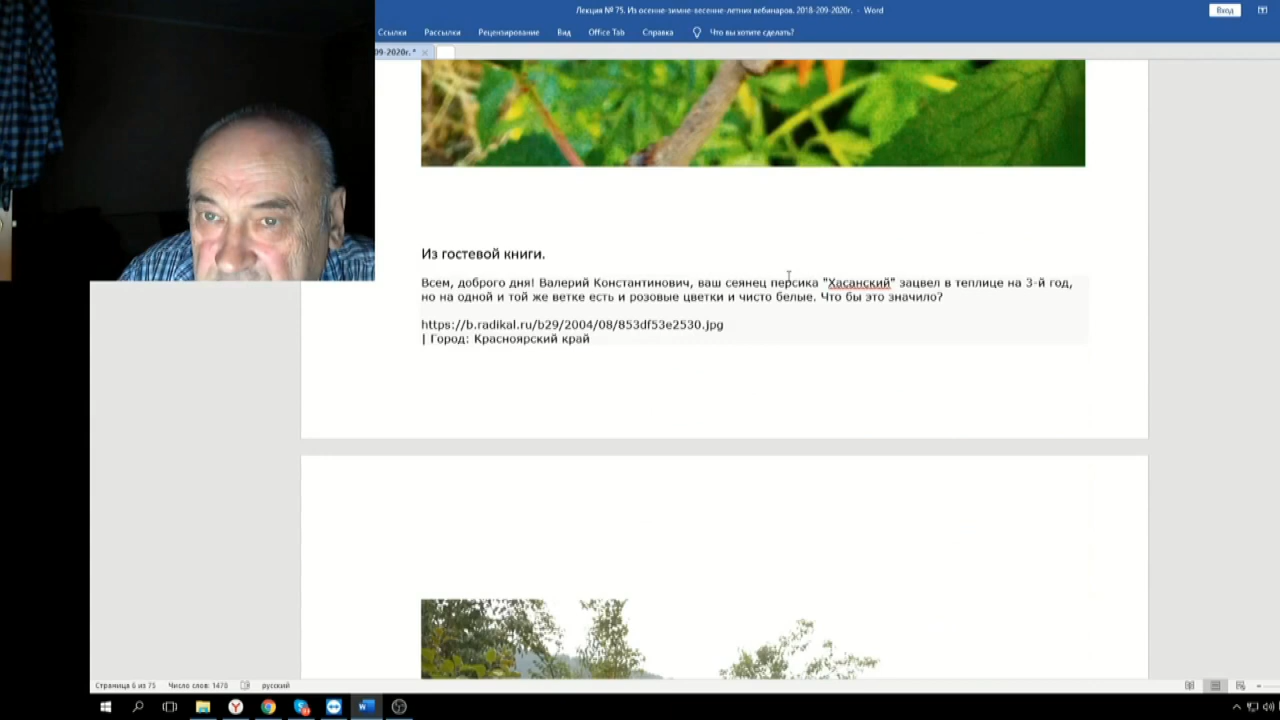 Лекция № 75. Из осенне-зимне-весенне-летних вебинаров. 2018-209-2020г. - Word
Вход
Ссылки Рассылки Рецензирование Вид Office Tab Справка Что вы хотите сделать?
09-2020г. *
Из гостевой книги.
Всем, доброго дня! Валерий Константинович, ваш сеянец персика "Хасанский" зацвел в теплице на 3-й год,
но на одной и той же ветке есть и розовые цветки и чисто белые. Что бы это значило?
https://b.radikal.ru/b29/2004/08/853df53e2530.jpg
| Город: Красноярский край
Страница 6 из 75 Число слов: 1478 русский